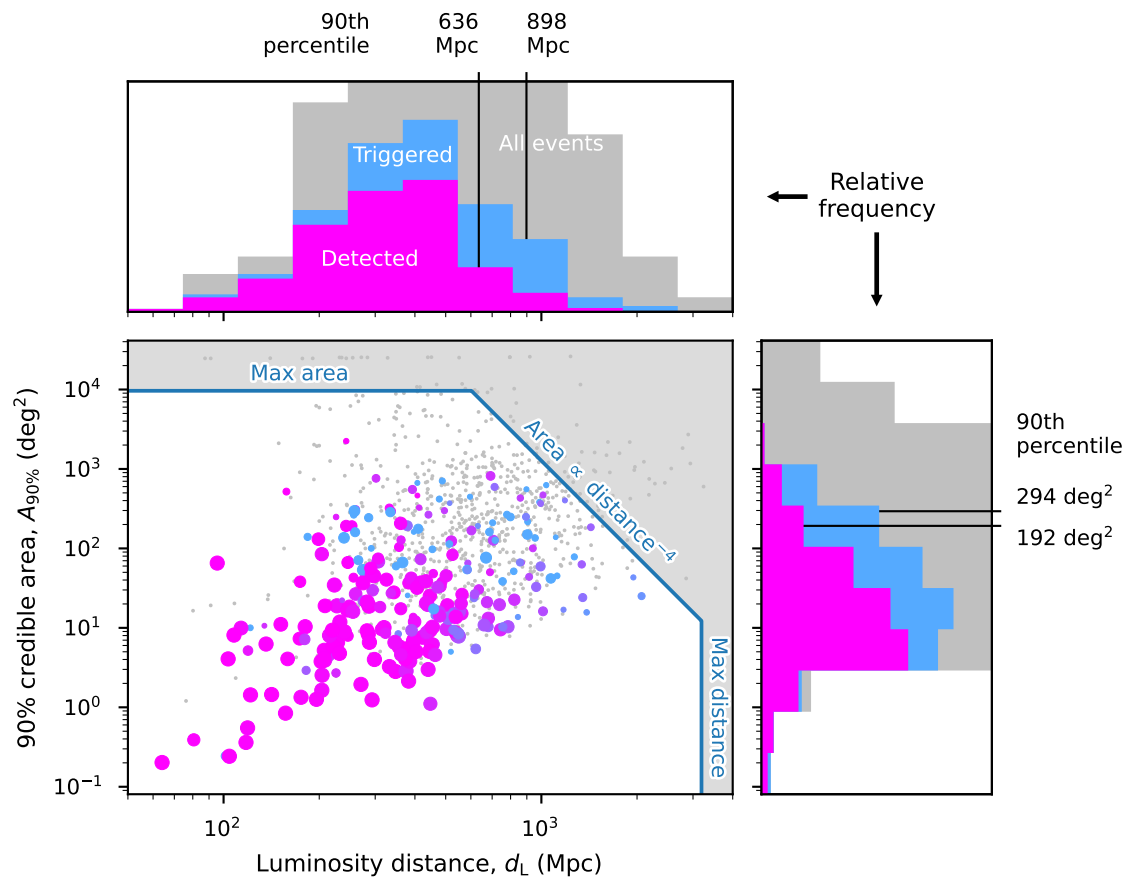 90th
percentile
636
Mpc
898
Mpc
Triggered
All events
Detected
Relative
frequency
Max area
Area ∝ distance⁻⁴
Max distance
10⁴
10³
10²
10¹
10⁰
10⁻¹
90% credible area, A90% (deg²)
10²
10³
Luminosity distance, dL (Mpc)
90th
percentile
294 deg²
192 deg²